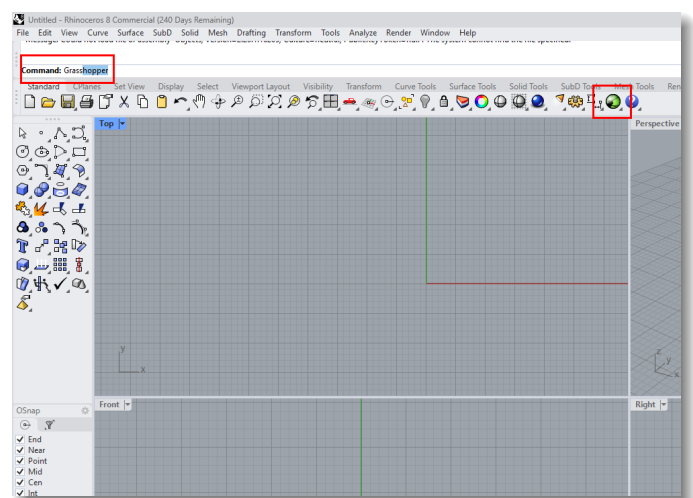 Untitled - Rhinoceros 8 Commercial (240 Days Remaining)
File Edit View Curve Surface SubD Solid Mesh Drafting Transform Tools Analyze Render Window Help
Command: Grasshopper
Standard CPlanes Set View Display Select Viewport Layout Visibility Transform Curve Tools Surface Tools Solid Tools SubD Tools Mesh Tools Ren
Top
Perspective
y
x
z
y
x
Front
Right
OSnap
End
Near
Point
Mid
Cen
Int